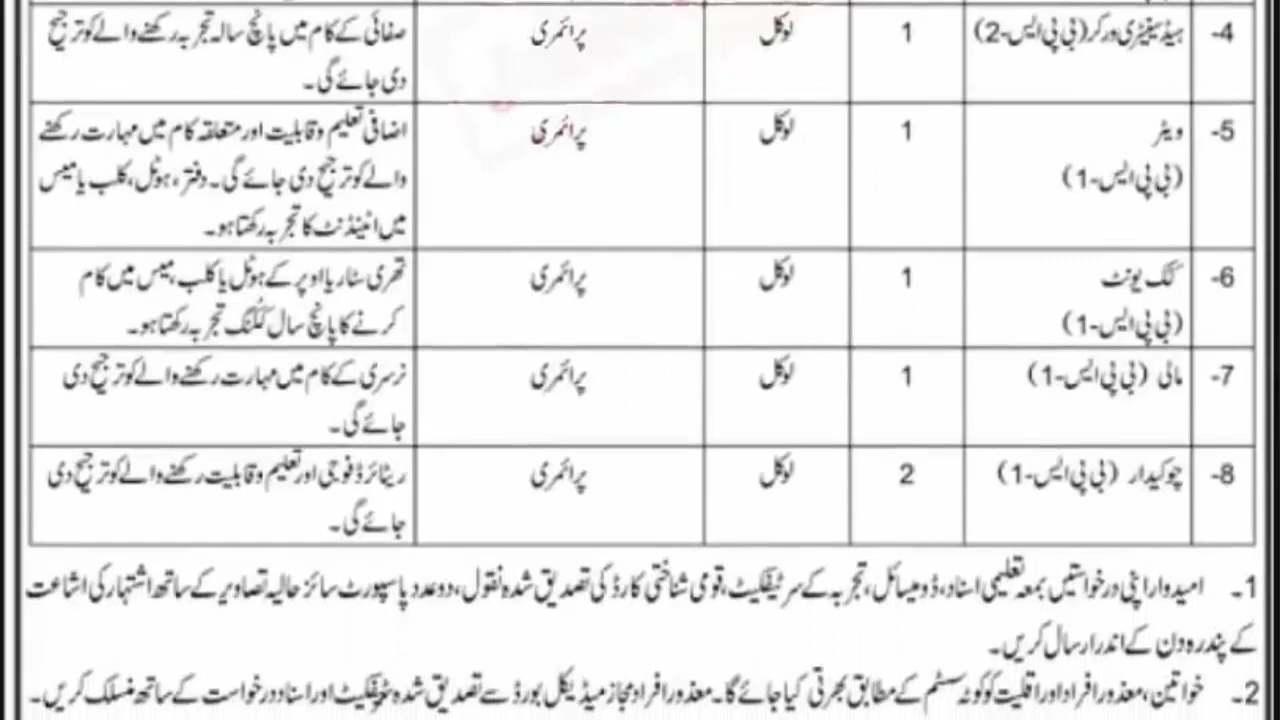 4- ہیڈ سینیٹری ورکر (بی پی ایس-2) 1 لوکل پرائمری صفائی کے کام میں پانچ سالہ تجربہ رکھنے والے کو ترجیح
دی جائے گی۔
5- ویٹر 1 لوکل پرائمری اضافی تعلیم و قابلیت اور متعلقہ کام میں مہارت رکھنے
(بی پی ایس-1) والے کو ترجیح دی جائے گی۔ دفتر، ہوٹل، کلب یا میس
میں اٹینڈنٹ کا تجربہ رکھتا ہو۔
6- کک یونٹ 1 لوکل پرائمری تھری سٹار یا اوپر کے ہوٹل یا کلب، میس میں کام
(بی پی ایس-1) کرنے کا پانچ سال ککنگ تجربہ رکھتا ہو۔
7- مالی (بی پی ایس-1) 1 لوکل پرائمری نرسری کے کام میں مہارت رکھنے والے کو ترجیح دی
جائے گی۔
8- چوکیدار (بی پی ایس-1) 2 لوکل پرائمری ریٹائرڈ فوجی اور تعلیم و قابلیت رکھنے والے کو ترجیح دی
جائے گی۔
1۔ امیدوار اپنی درخواستیں بمعہ تعلیمی اسناد، ڈومیسائل، تجربہ کے سرٹیفکیٹ، قومی شناختی کارڈ کی تصدیق شدہ نقول، دو عدد پاسپورٹ سائز حالیہ تصاویر کے ساتھ اشتہار کی اشاعت
کے پندرہ دن کے اندر ارسال کریں۔
2۔ خواتین، معذور افراد اور اقلیت کو کوٹہ سسٹم کے مطابق بھرتی کیا جائے گا۔ معذور افراد مجاز میڈیکل بورڈ سے تصدیق شدہ سرٹیفکیٹ اور اسناد درخواست کے ساتھ منسلک کریں۔